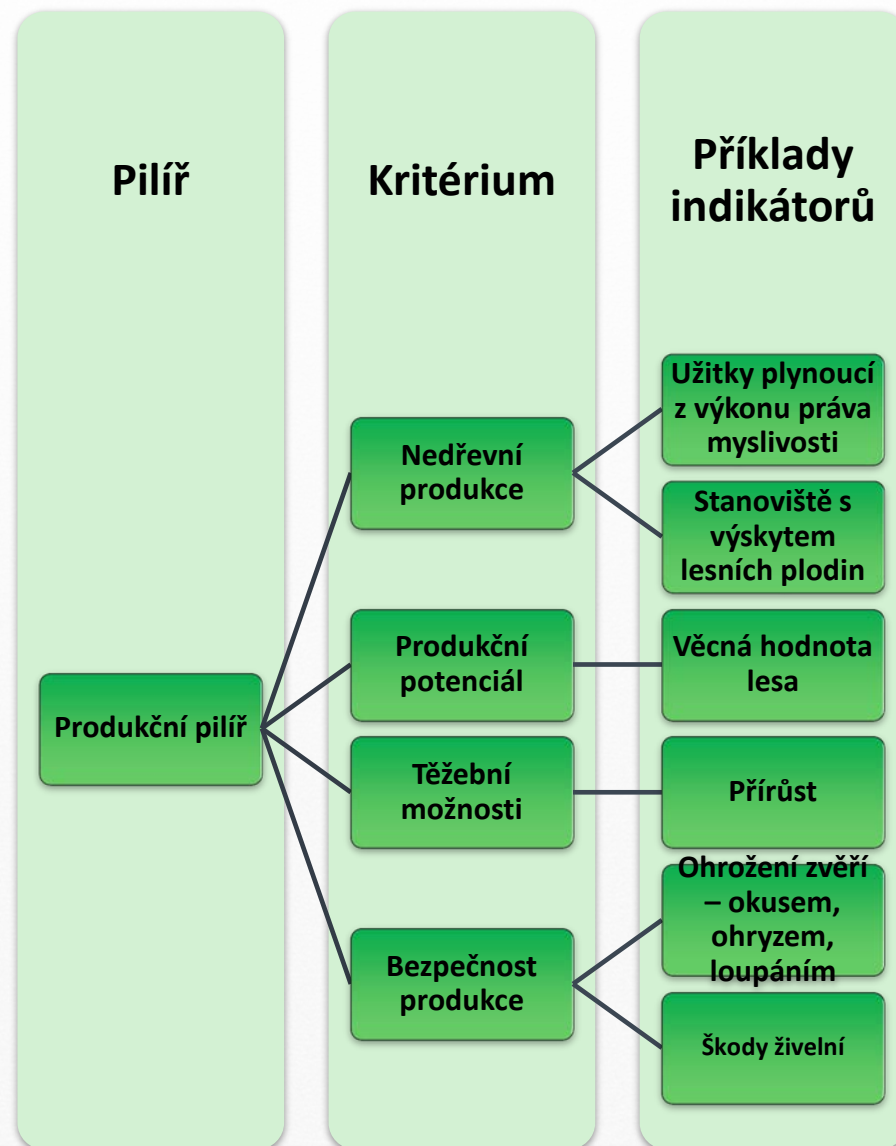 Pilíř
Kritérium
Příklady
indikátorů
Produkční pilíř
Nedřevní
produkce
Produkční
potenciál
Těžební
možnosti
Bezpečnost
produkce
Užitky plynoucí
z výkonu práva
myslivosti
Stanoviště s
výskytem
lesních plodin
Věcná hodnota
lesa
Přírůst
Ohrožení zvěří
– okusem,
ohryzem,
loupáním
Škody živelní